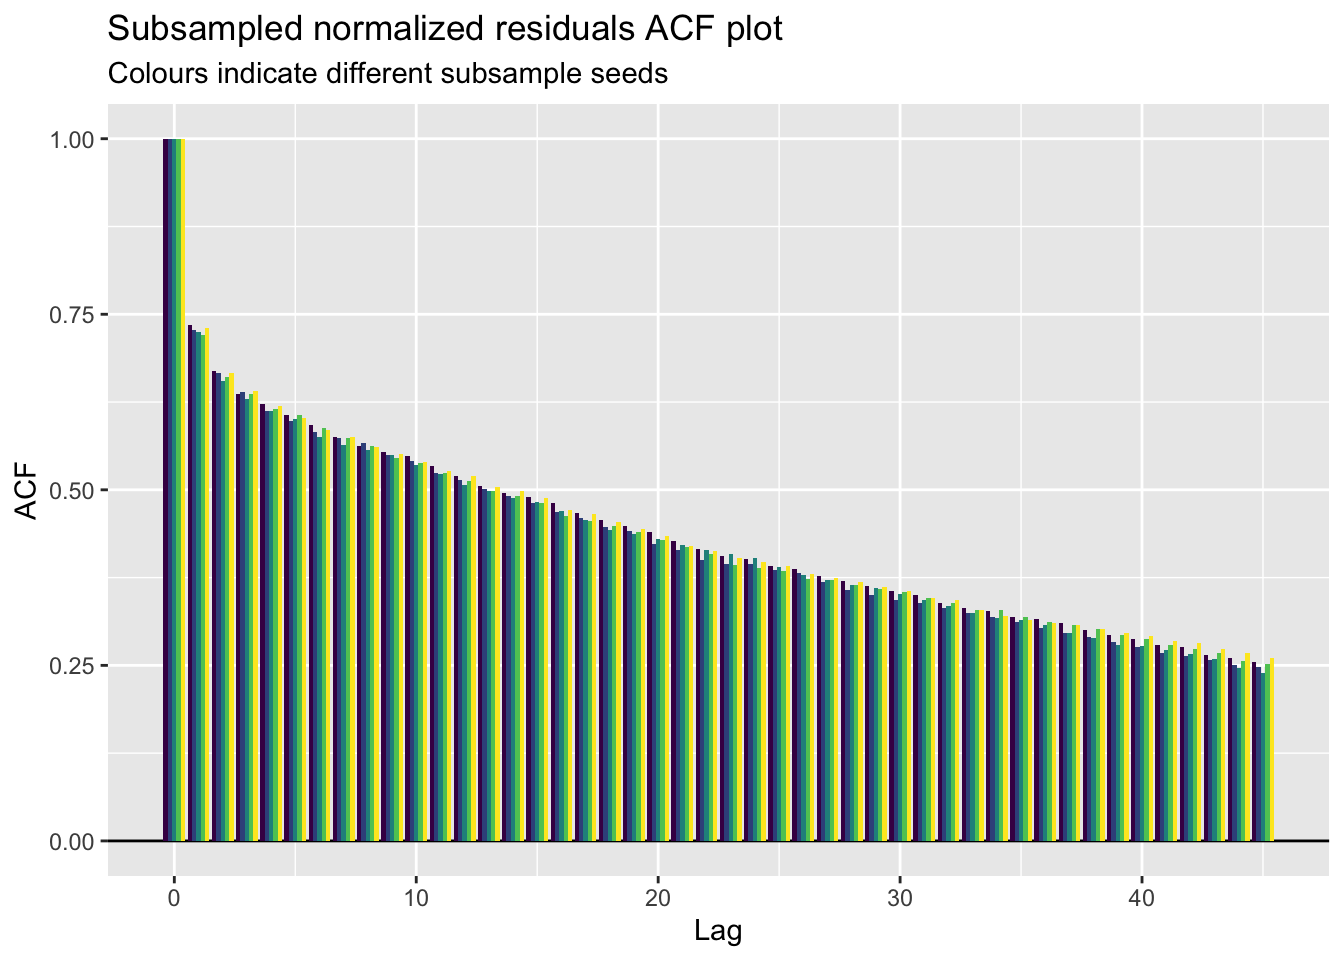 Subsampled normalized residuals ACF plot
Colours indicate different subsample seeds
1.00
0.75
0.50
0.25
0.00
ACF
0 10 20 30 40
Lag